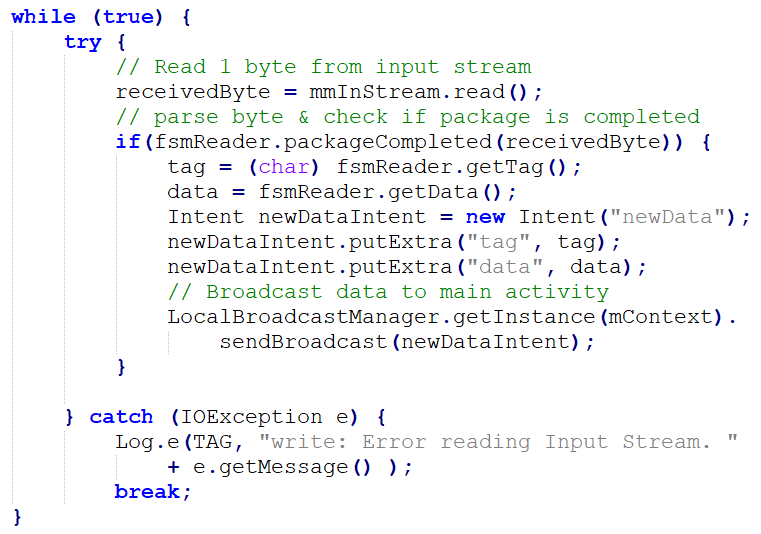 while (true) {
    try {
        // Read 1 byte from input stream
        receivedByte = mmInStream.read();
        // parse byte & check if package is completed
        if(fsmReader.packageCompleted(receivedByte)) {
            tag = (char) fsmReader.getTag();
            data = fsmReader.getData();
            Intent newDataIntent = new Intent("newData");
            newDataIntent.putExtra("tag", tag);
            newDataIntent.putExtra("data", data);
            // Broadcast data to main activity
            LocalBroadcastManager.getInstance(mContext).
                sendBroadcast(newDataIntent);
        }

    } catch (IOException e) {
        Log.e(TAG, "write: Error reading Input Stream. "
            + e.getMessage() );
        break;
}